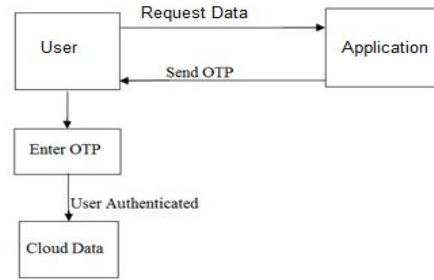 Request Data
User
Application
Send OTP
Enter OTP
User Authenticated
Cloud Data